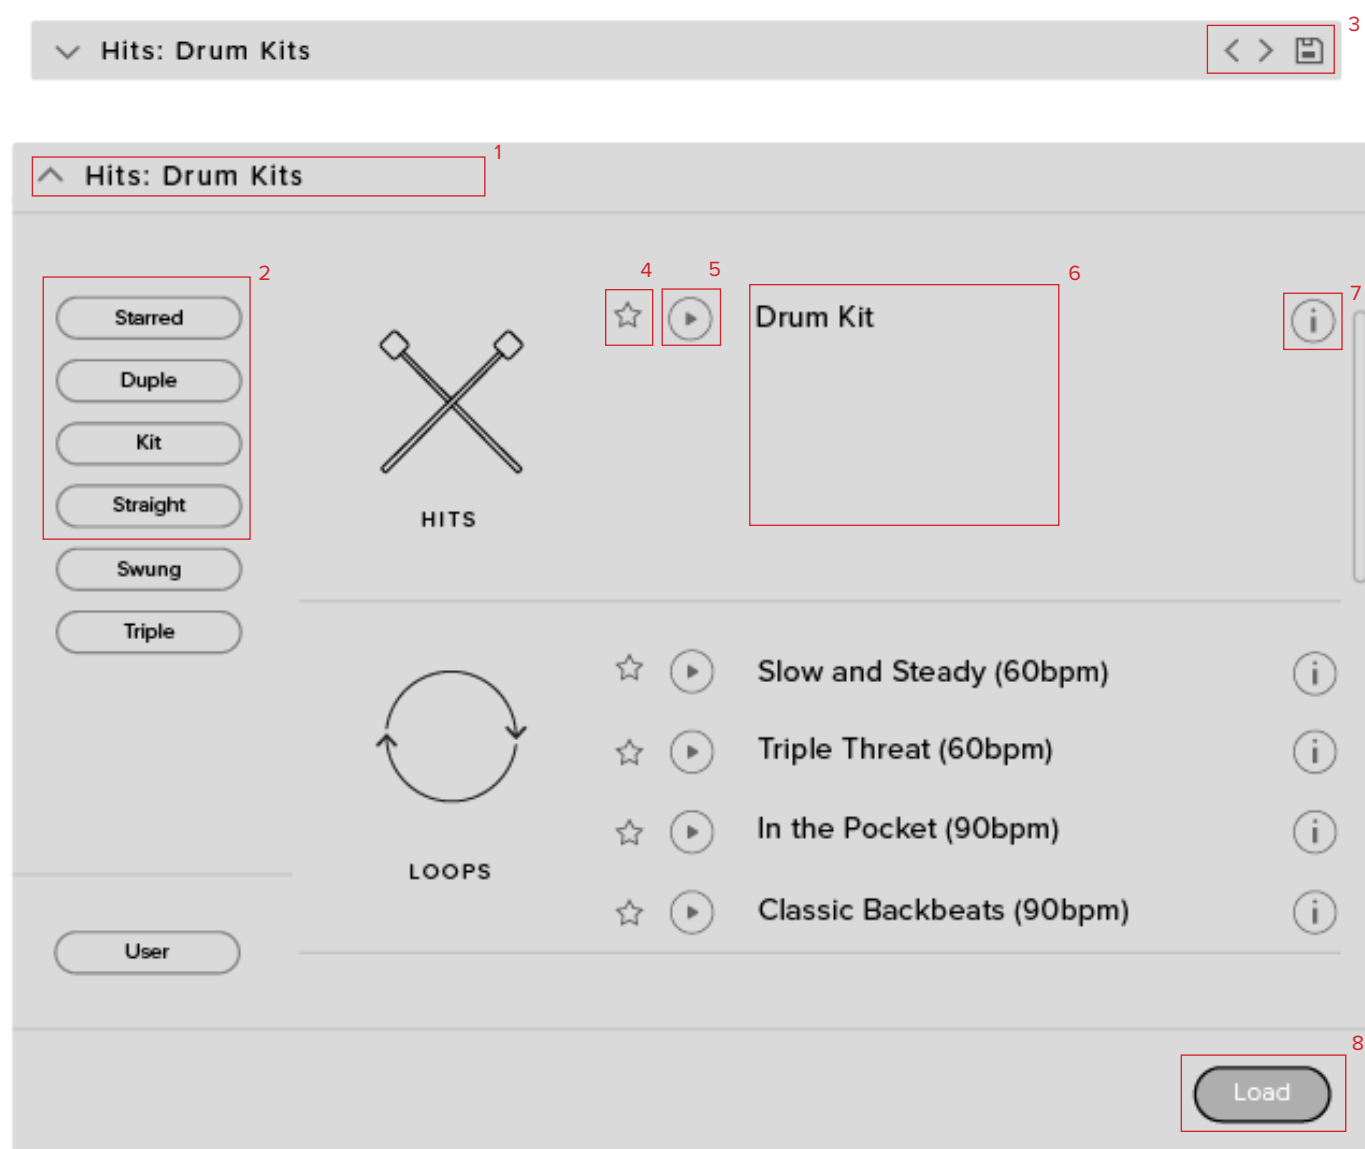 3
Hits: Drum Kits
1
Hits: Drum Kits
2
Starred
Duple
Kit
Straight
Swung
Triple
User
HITS
4
5
6
7
Drum Kit
LOOPS
Slow and Steady (60bpm)
Triple Threat (60bpm)
In the Pocket (90bpm)
Classic Backbeats (90bpm)
8
Load